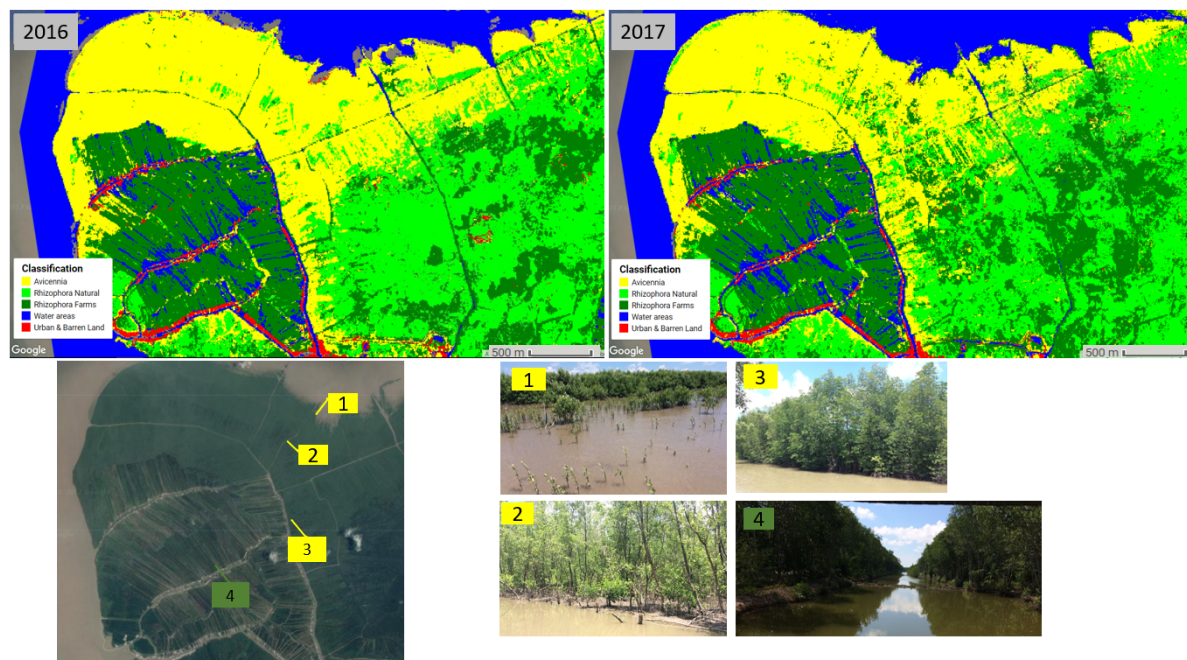 2016
Classification
Avicennia
Rhizophora Natural
Rhizophora Farms
Water areas
Urban & Barren Land
Google
500 m
2017
Classification
Avicennia
Rhizophora Natural
Rhizophora Farms
Water areas
Urban & Barren Land
Google
500 m
1
2
3
4
1
3
2
4